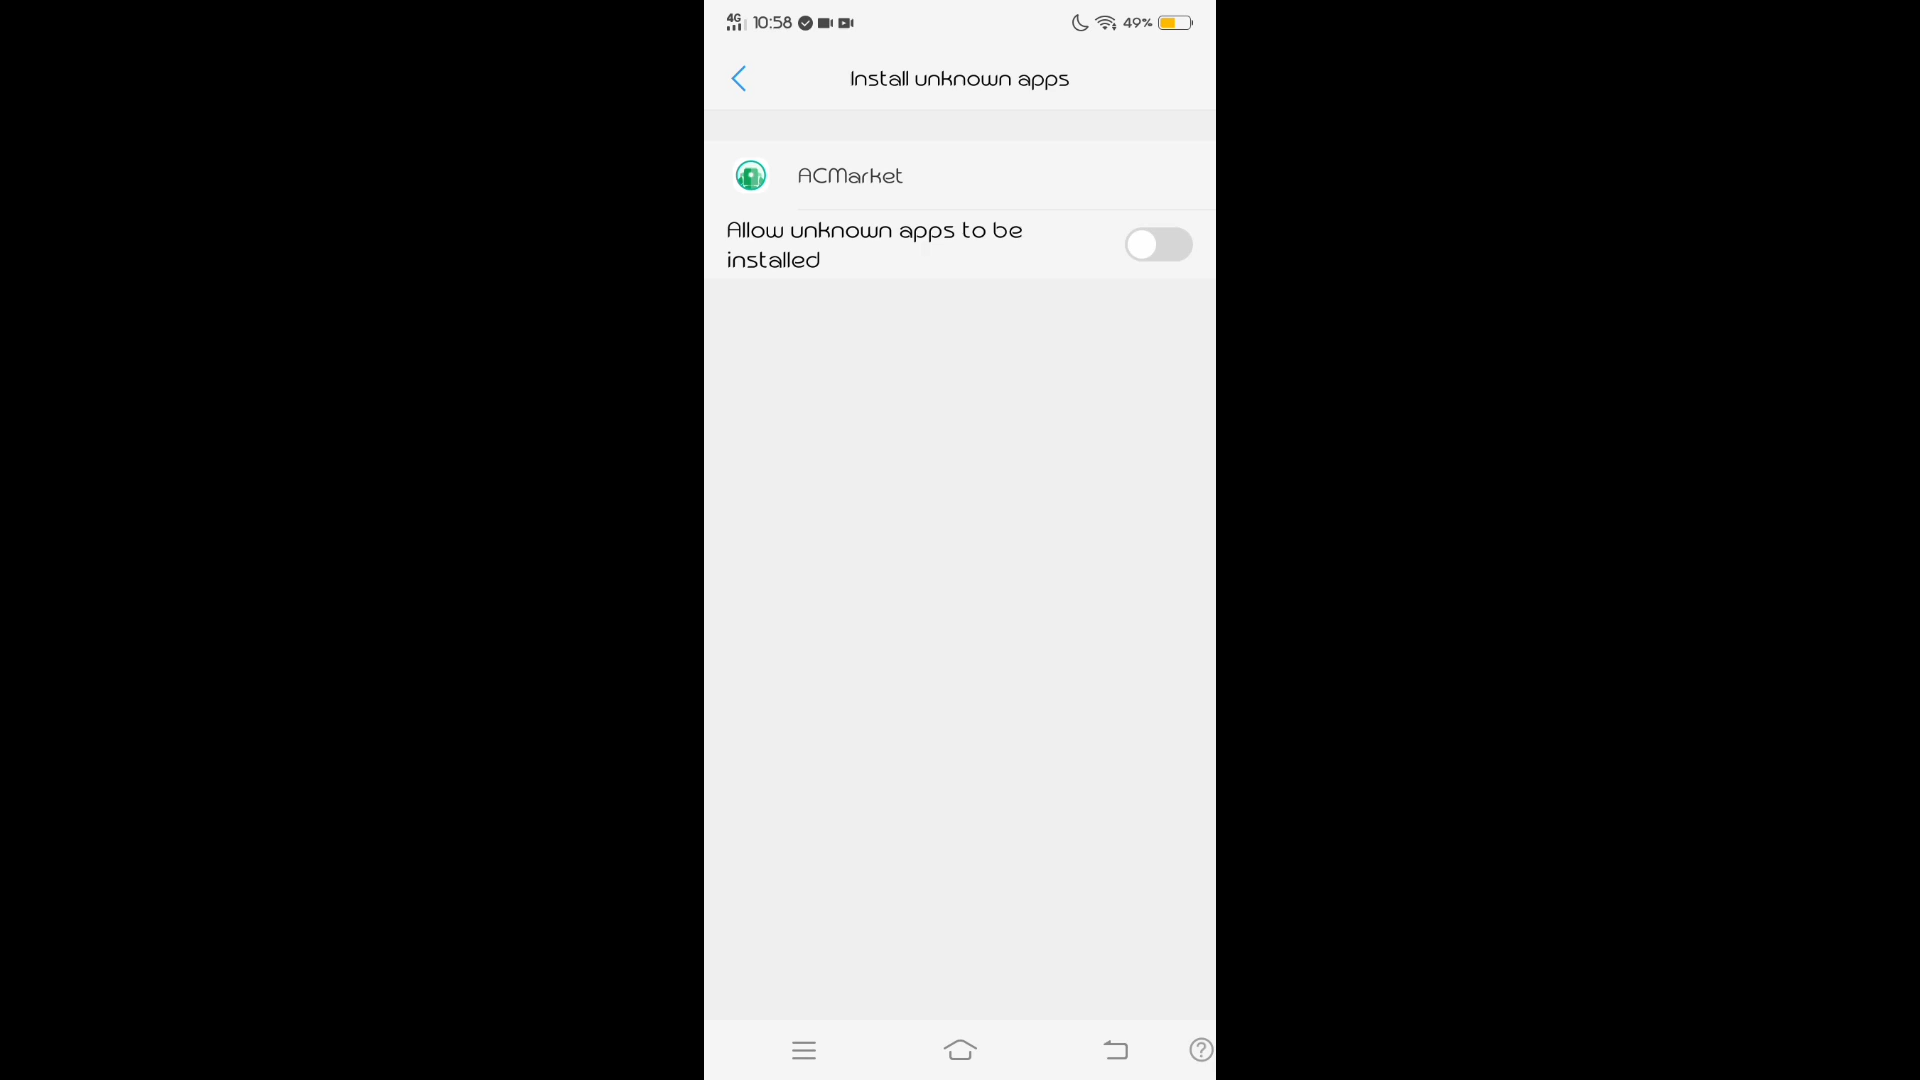 4G 10:58 49%
Install unknown apps
ACMarket
Allow unknown apps to be
installed